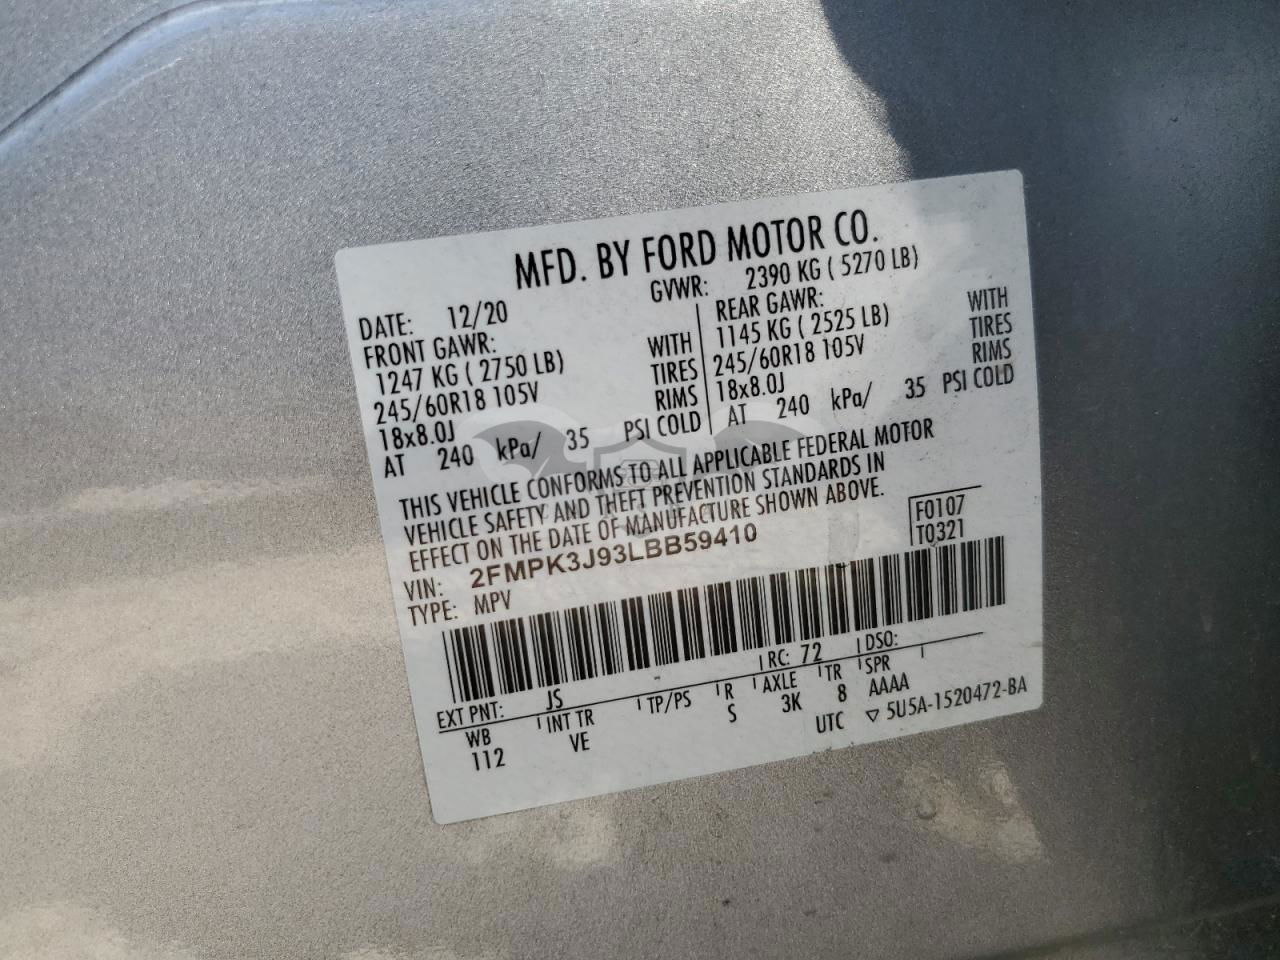 MFD. BY FORD MOTOR CO.
DATE: 12/20 GVWR: 2390 KG ( 5270 LB)
FRONT GAWR: REAR GAWR:
1247 KG ( 2750 LB) WITH 1145 KG ( 2525 LB) WITH
245/60R18 105V TIRES 245/60R18 105V TIRES
18x8.0J RIMS 18x8.0J RIMS
AT 240 kPa/ 35 PSI COLD AT 240 kPa/ 35 PSI COLD
THIS VEHICLE CONFORMS TO ALL APPLICABLE FEDERAL MOTOR
VEHICLE SAFETY AND THEFT PREVENTION STANDARDS IN
EFFECT ON THE DATE OF MANUFACTURE SHOWN ABOVE.
VIN: 2FMPK3J93LBB59410 F0107
TYPE: MPV T0321
EXT PNT: JS RC: 72 DSO:
WB INT TR TP/PS R AXLE TR SPR
112 VE S 3K 8 AAAA
UTC ▽ 5U5A-1520472-BA